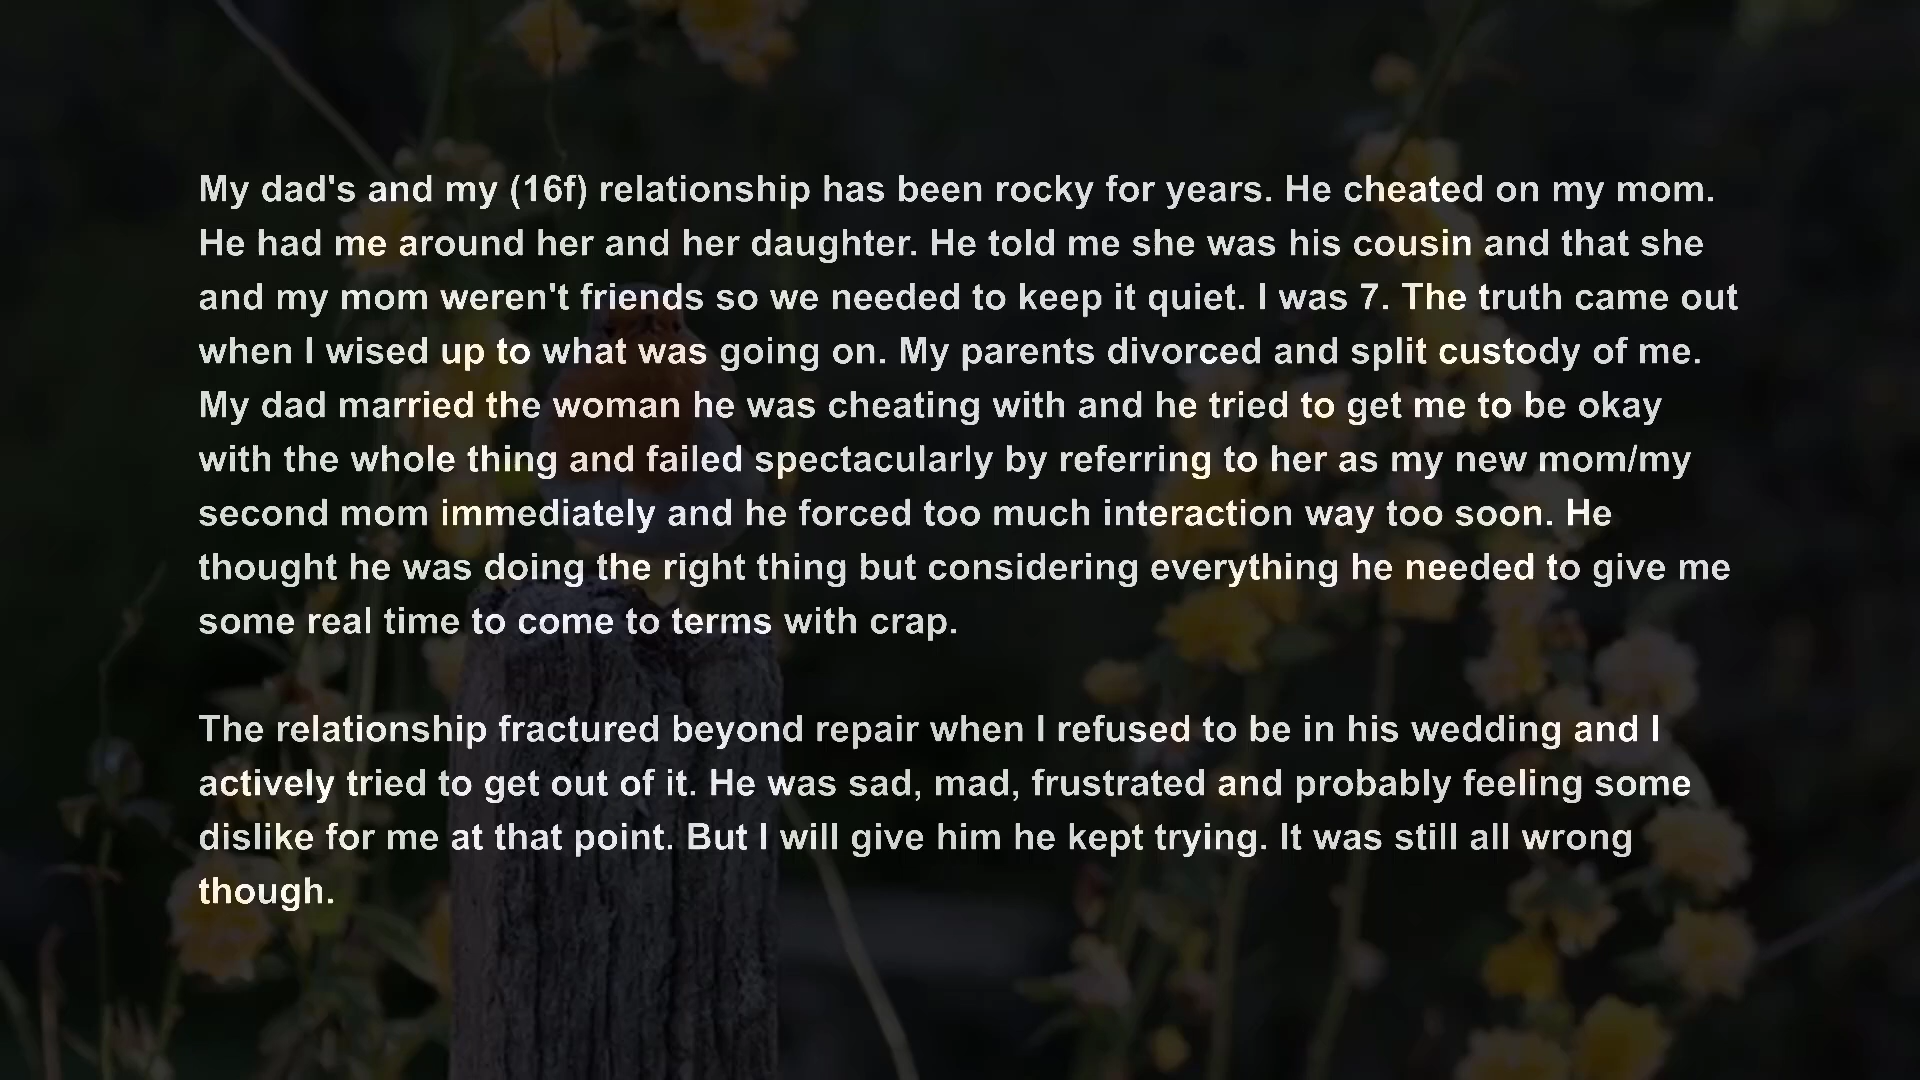 My dad's and my (16f) relationship has been rocky for years. He cheated on my mom.
He had me around her and her daughter. He told me she was his cousin and that she
and my mom weren't friends so we needed to keep it quiet. I was 7. The truth came out
when I wised up to what was going on. My parents divorced and split custody of me.
My dad married the woman he was cheating with and he tried to get me to be okay
with the whole thing and failed spectacularly by referring to her as my new mom/my
second mom immediately and he forced too much interaction way too soon. He
thought he was doing the right thing but considering everything he needed to give me
some real time to come to terms with crap.
The relationship fractured beyond repair when I refused to be in his wedding and I
actively tried to get out of it. He was sad, mad, frustrated and probably feeling some
dislike for me at that point. But I will give him he kept trying. It was still all wrong
though.